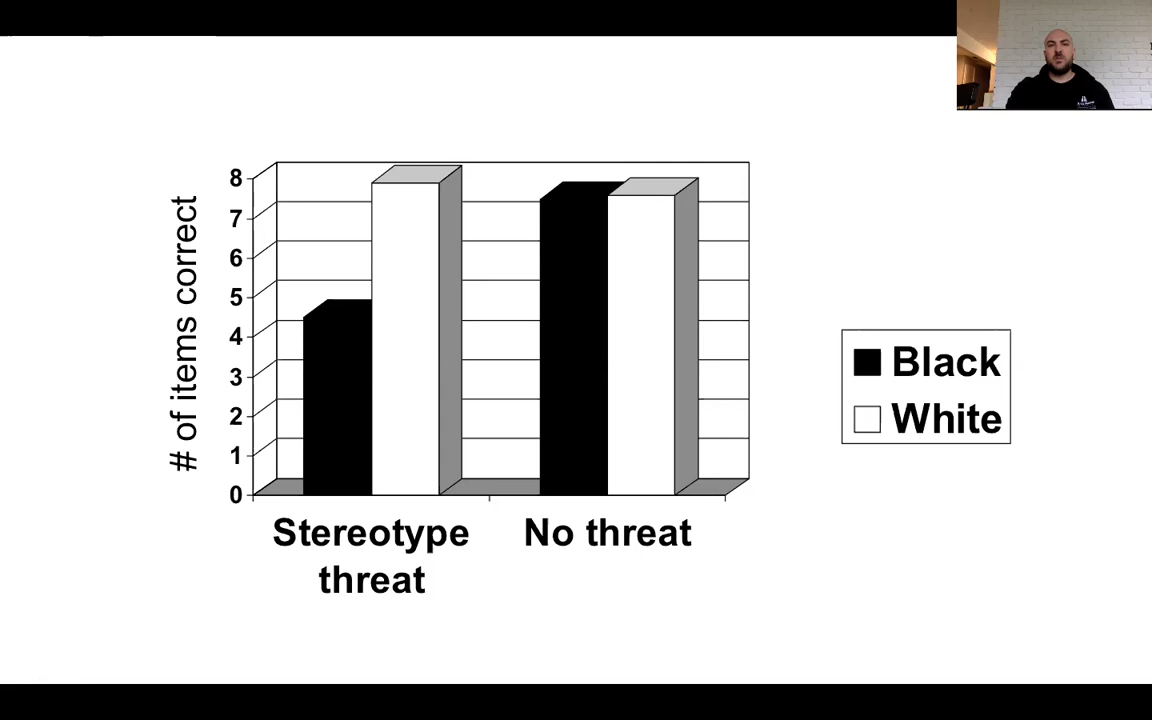 8
7
6
5
4
3
2
1
0
# of items correct
Stereotype
threat
No threat
Black
White